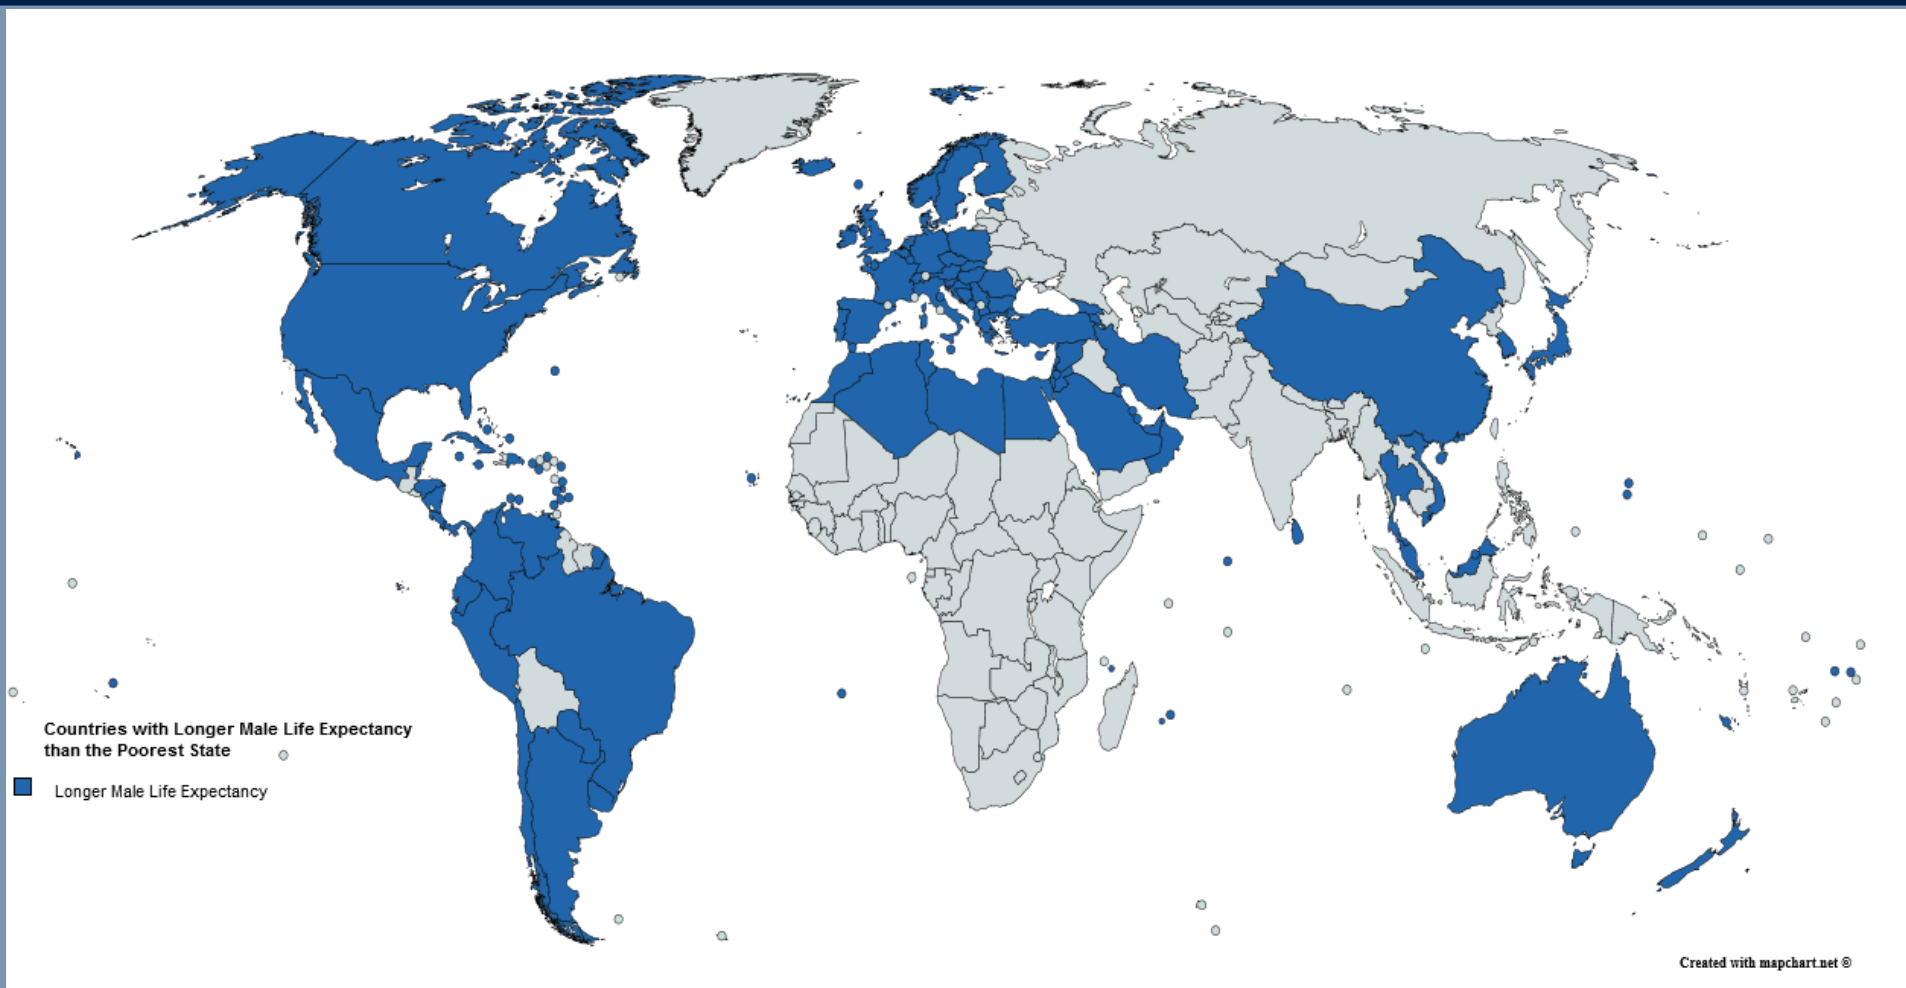 Countries with Longer Male Life Expectancy
than the Poorest State
Longer Male Life Expectancy
Created with mapchart.net ©